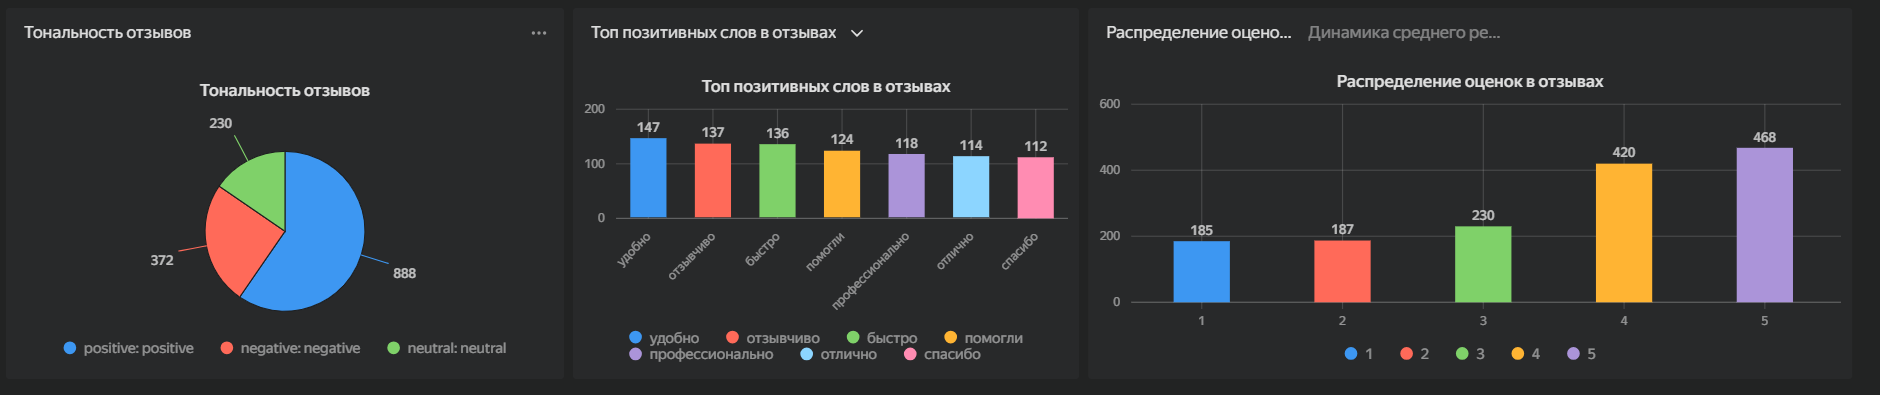 Тональность отзывов
Тональность отзывов
230
372
888
positive: positive negative: negative neutral: neutral
Топ позитивных слов в отзывах
Топ позитивных слов в отзывах
200
100
0
147 137 136 124 118 114 112
удобно отзывчиво быстро помогли профессионально отлично спасибо
удобно отзывчиво быстро помогли
профессионально отлично спасибо
Распределение оцено... Динамика среднего ре...
Распределение оценок в отзывах
600
400
200
0
185 187 230 420 468
1 2 3 4 5
1 2 3 4 5